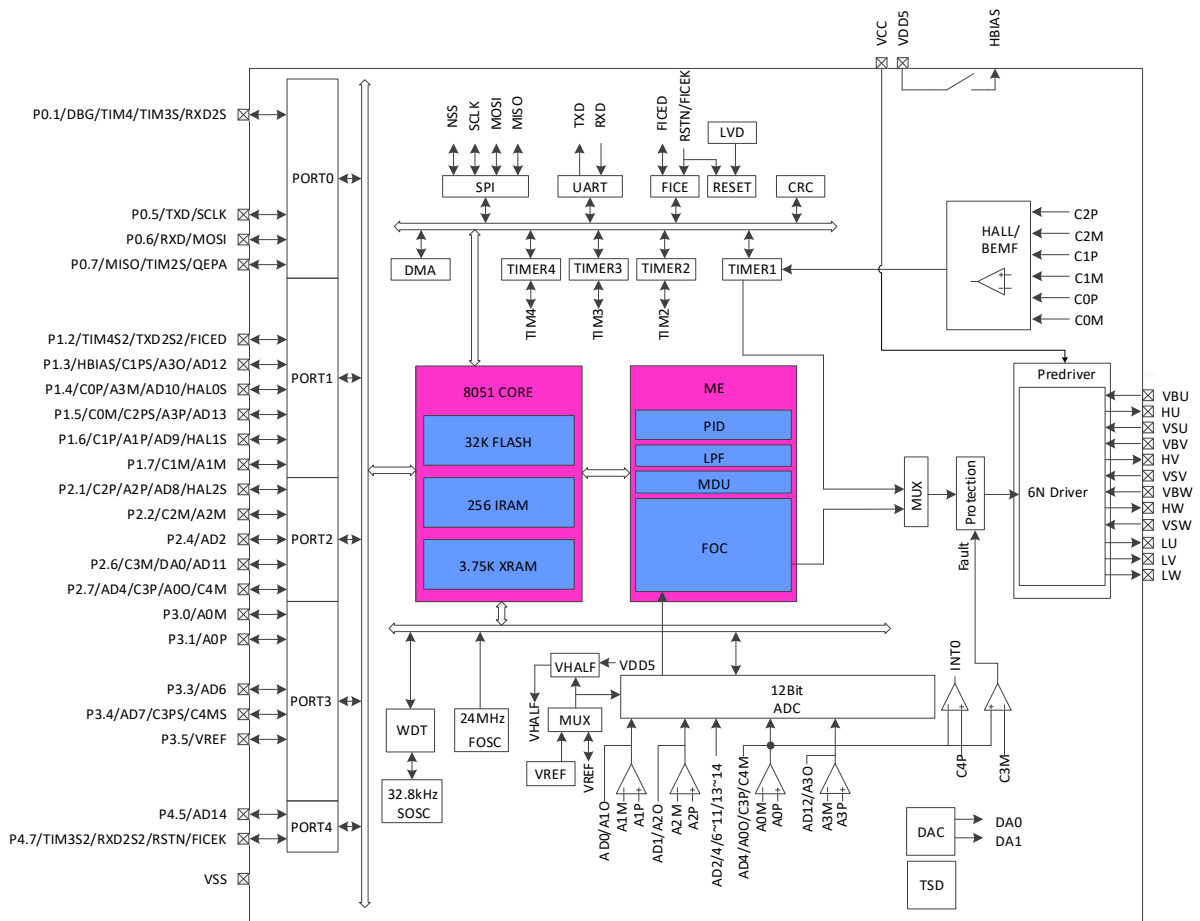 VCC
VDD5
HBIAS
P0.1/DBG/TIM4/TIM3S/RXD2S
P0.5/TXD/SCLK
P0.6/RXD/MOSI
P0.7/MISO/TIM2S/QEPA
P1.2/TIM4S2/TXD2S2/FICED
P1.3/HBIAS/C1PS/A3O/AD12
P1.4/C0P/A3M/AD10/HAL0S
P1.5/C0M/C2PS/A3P/AD13
P1.6/C1P/A1P/AD9/HAL1S
P1.7/C1M/A1M
P2.1/C2P/A2P/AD8/HAL2S
P2.2/C2M/A2M
P2.4/AD2
P2.6/C3M/DA0/AD11
P2.7/AD4/C3P/A0O/C4M
P3.0/A0M
P3.1/A0P
P3.3/AD6
P3.4/AD7/C3PS/C4MS
P3.5/VREF
P4.5/AD14
P4.7/TIM3S2/RXD2S2/RSTN/FICEK
VSS
PORT0
PORT1
PORT2
PORT3
PORT4
NSS
SCLK
MOSI
MISO
TXD
RXD
FICED
RSTN/FICEK
LVD
SPI
UART
FICE
RESET
CRC
DMA
TIMER4
TIMER3
TIMER2
TIMER1
TIM4
TIM3
TIM2
HALL/
BEMF
C2P
C2M
C1P
C1M
C0P
C0M
8051 CORE
32K FLASH
256 IRAM
3.75K XRAM
ME
PID
LPF
MDU
FOC
MUX
Protection
Fault
Predriver
6N Driver
VBU
HU
VSU
VBV
HV
VSV
VBW
HW
VSW
LU
LV
LW
WDT
32.8kHz
SOSC
24MHz
FOSC
VHALF
VDD5
VHALF
MUX
VREF
VREF
12Bit
ADC
INT0
C4P
C3M
AD0/A1O
A1M
A1P
AD1/A2O
A2M
A2P
AD2/4/6~11/13~14
AD4/A0O/C3P/C4M
A0M
A0P
AD12/A3O
A3M
A3P
DAC
DA0
DA1
TSD